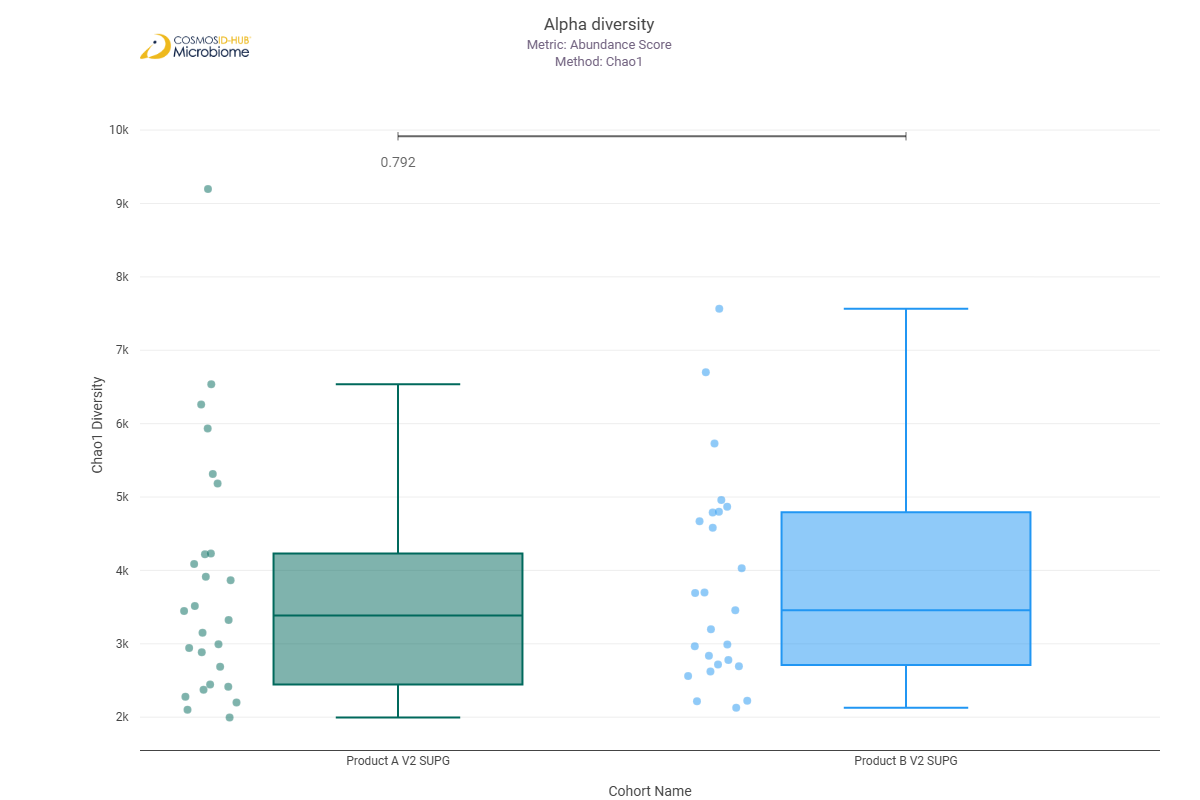 Alpha diversity
Metric: Abundance Score
Method: Chao1
COSMOSID-HUB
Microbiome
10k
0.792
9k
8k
7k
6k
5k
4k
3k
2k
Chao1 Diversity
Product A V2 SUPG
Product B V2 SUPG
Cohort Name